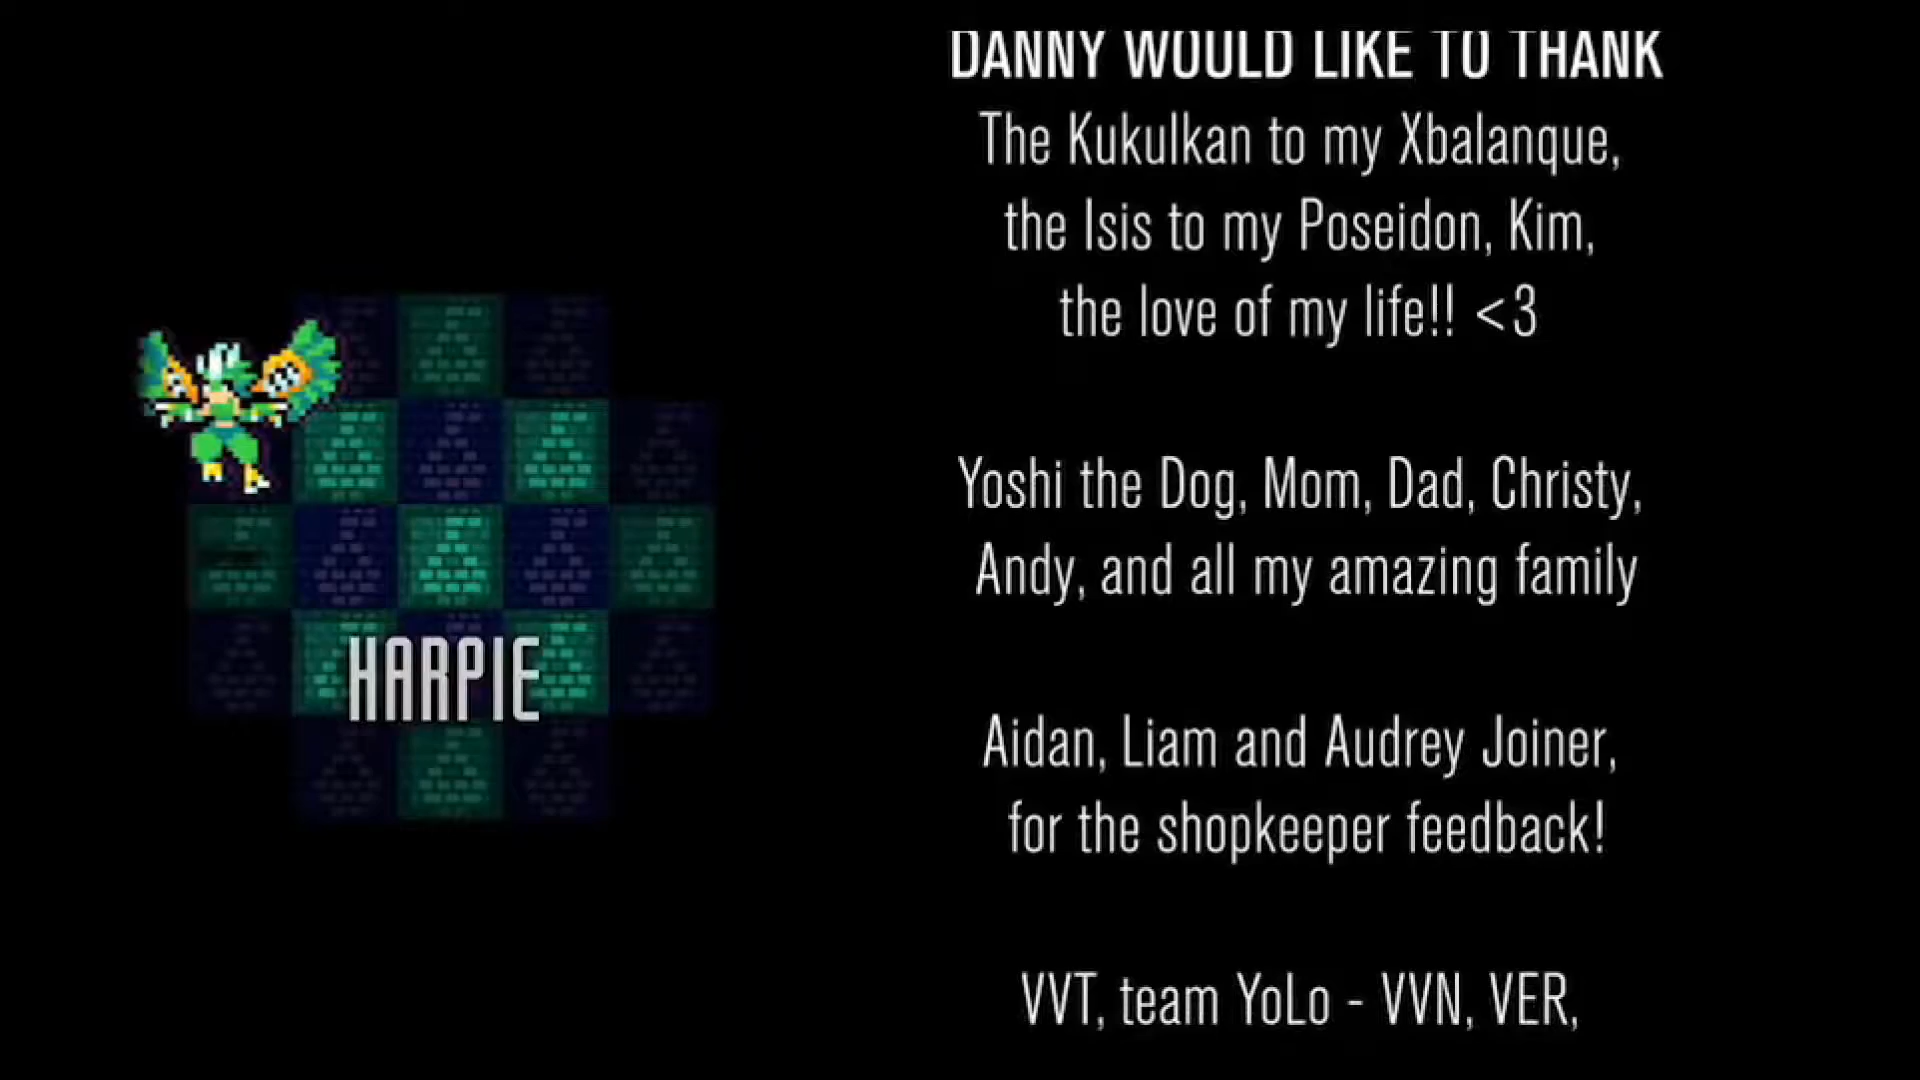 DANNY WOULD LIKE TO THANK
The Kukulkan to my Xbalanque,
the Isis to my Poseidon, Kim,
the love of my life!! <3
Yoshi the Dog, Mom, Dad, Christy,
Andy, and all my amazing family
Aidan, Liam and Audrey Joiner,
for the shopkeeper feedback!
VVT, team YoLo - VVN, VER,
HARPIE